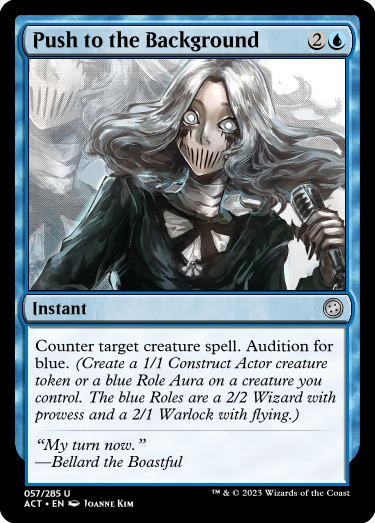 Push to the Background 2
Instant
Counter target creature spell. Audition for
blue. (Create a 1/1 Construct Actor creature
token or a blue Role Aura on a creature you
control. The blue Roles are a 2/2 Wizard with
prowess and a 2/1 Warlock with flying.)
“My turn now.”
—Bellard the Boastful
057/285 U
ACT • EN Joanne Kim
™ & © 2023 Wizards of the Coast